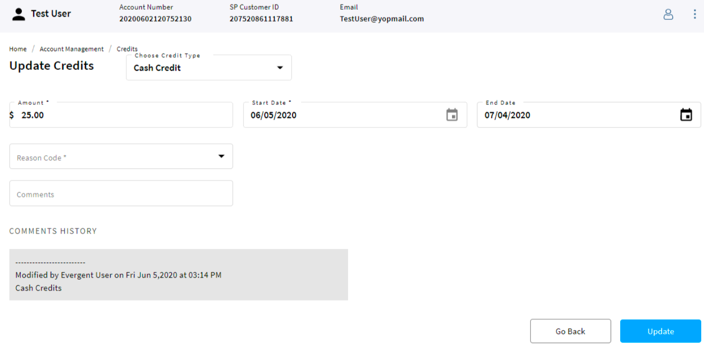 Test User
Account Number
20200602120752130
SP Customer ID
207520861117881
Email
TestUser@yopmail.com
Home / Account Management / Credits
Update Credits
Choose Credit Type
Cash Credit
Amount *
$ 25.00
Start Date *
06/05/2020
End Date
07/04/2020
Reason Code *
Comments
COMMENTS HISTORY
-------------------------
Modified by Evergent User on Fri Jun 5,2020 at 03:14 PM
Cash Credits
Go Back
Update